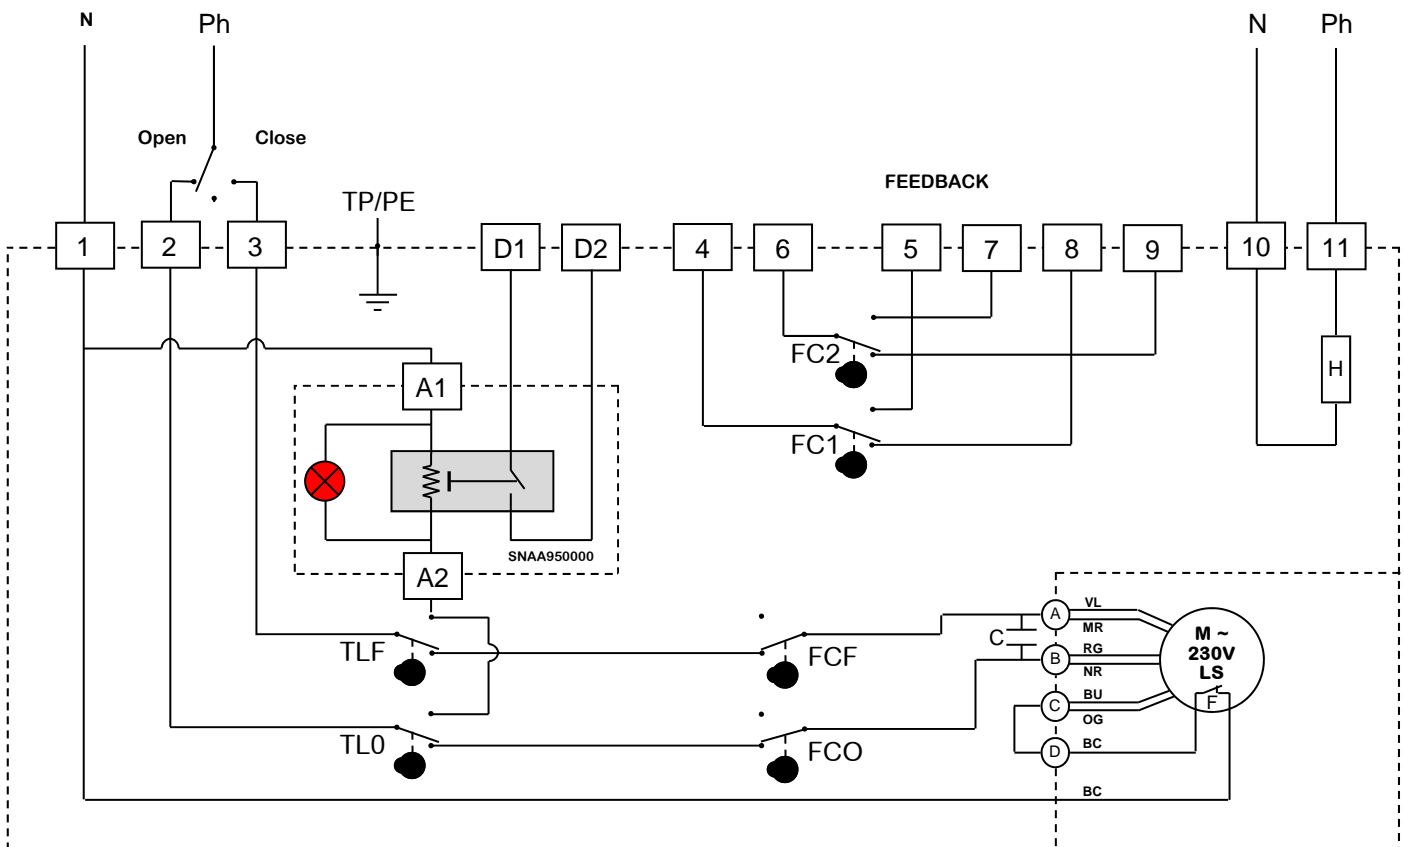 N Ph N Ph
Open Close
FEEDBACK
TP/PE
1 2 3 D1 D2 4 6 5 7 8 9 10 11
FC2
H
A1
FC1
SNAA950000
A2
A VL
MR
C
M ~
230V
LS
TLF FCF
B RG
NR
C BU
OG
F
TL0 FCO
D BC
BC